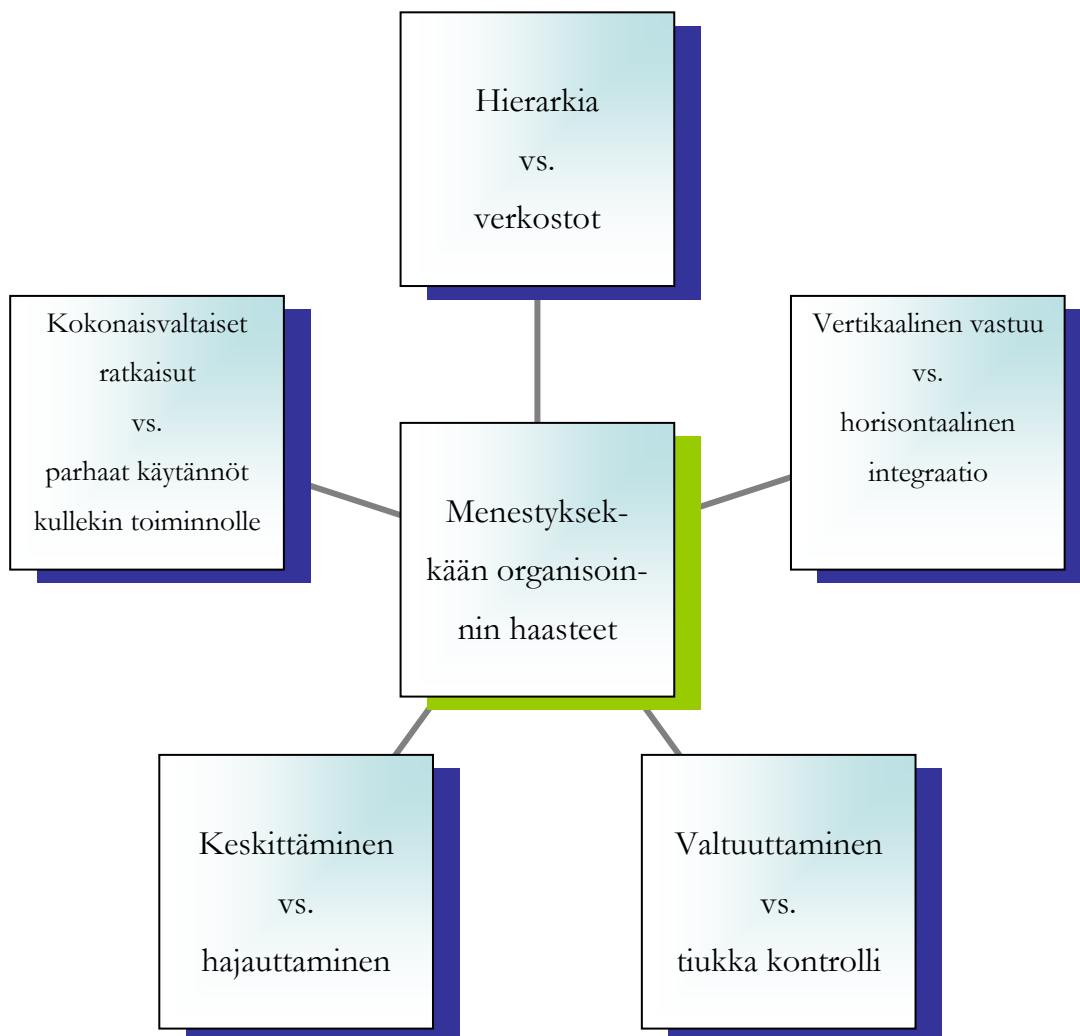 Hierarkia
vs.
verkostot
Kokonaisvaltaiset
ratkaisut
vs.
parhaat käytännöt
kullekin toiminnolle
Vertikaalinen vastuu
vs.
horisontaalinen
integraatio
Menestyksek-
kään organisoin-
nin haasteet
Keskittäminen
vs.
hajauttaminen
Valtuuttaminen
vs.
tiukka kontrolli